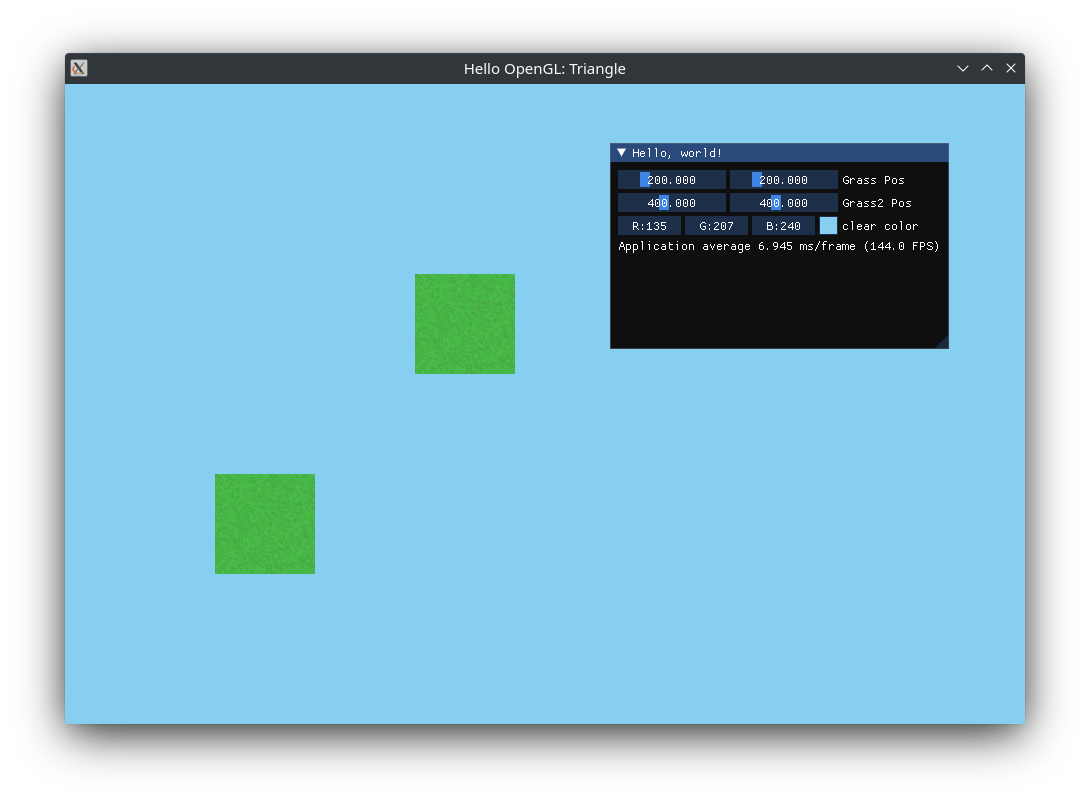 Hello OpenGL: Triangle
Hello, world!
200.000 200.000 Grass Pos
400.000 400.000 Grass2 Pos
R:135 G:207 B:240 clear color
Application average 6.945 ms/frame (144.0 FPS)